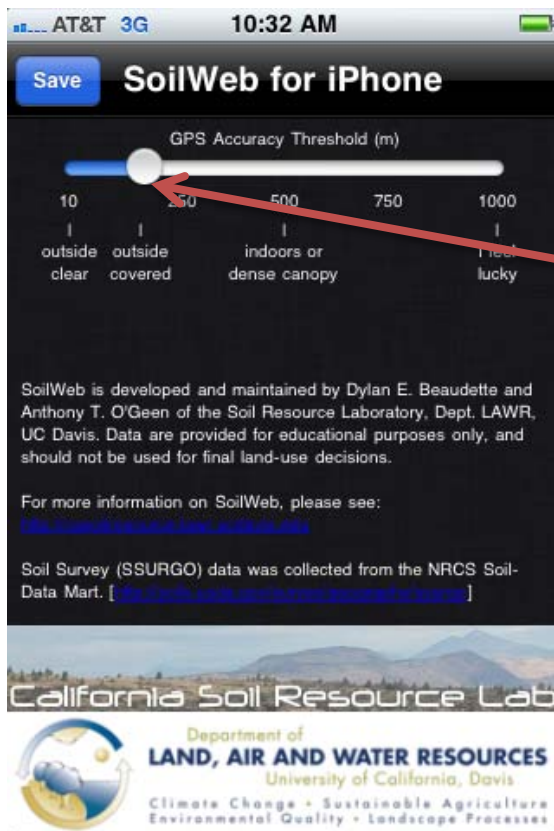 AT&T 3G 10:32 AM
Save SoilWeb for iPhone
GPS Accuracy Threshold (m)
10 250 500 750 1000
outside clear outside covered indoors or dense canopy I feel lucky
SoilWeb is developed and maintained by Dylan E. Beaudette and
Anthony T. O'Geen of the Soil Resource Laboratory, Dept. LAWR,
UC Davis. Data are provided for educational purposes only, and
should not be used for final land-use decisions.
For more information on SoilWeb, please see:
Soil Survey (SSURGO) data was collected from the NRCS Soil-
Data Mart. [ ]
California Soil Resource Lab
Department of
LAND, AIR AND WATER RESOURCES
University of California, Davis
Climate Change • Sustainable Agriculture
Environmental Quality • Landscape Processes